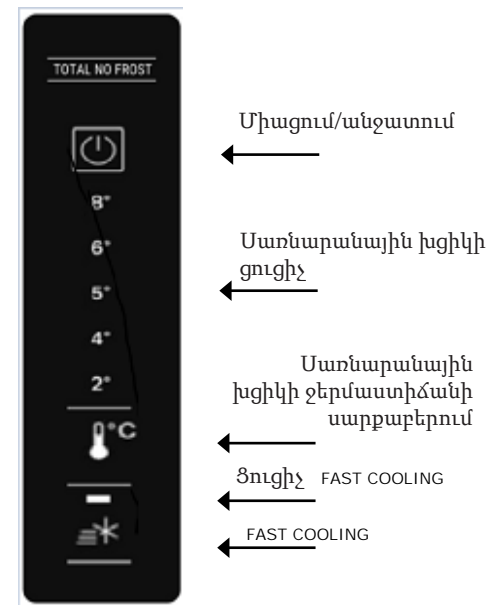 TOTAL NO FROST
Միացում/անջատում
8°
6°
Սառնարանային խցիկի
ցուցիչ
5°
4°
2°
Սառնարանային
խցիկի ջերմաստիճանի
սարքաբերում
°C
Ցուցիչ FAST COOLING
FAST COOLING